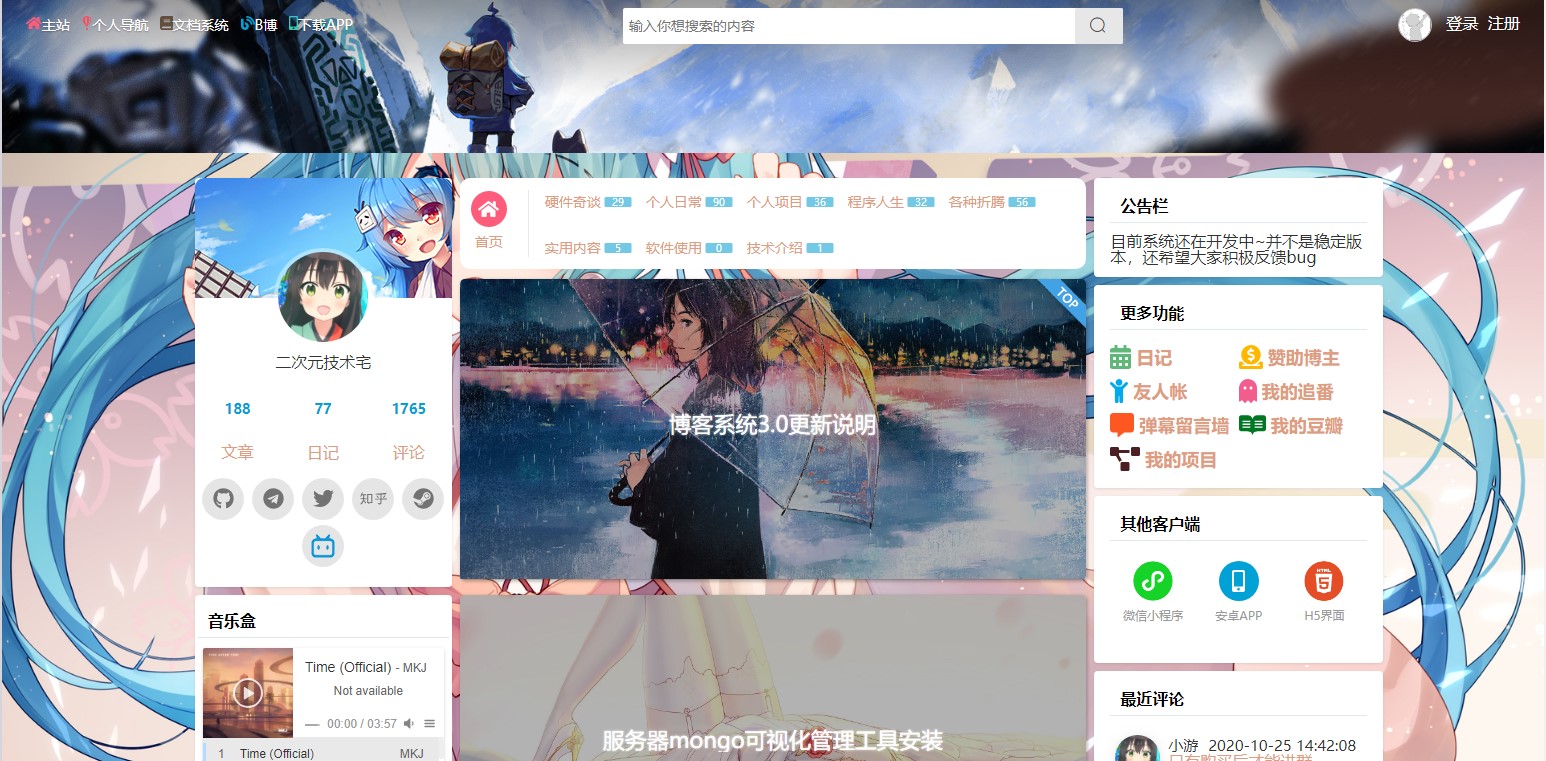 主站 个人导航 文档系统 B博 下载APP
输入你想搜索的内容
登录 注册
二次元技术宅
188 77 1765
文章 日记 评论
知乎
音乐盒
Time (Official) - MKJ
Not available
00:00 / 03:57
1 Time (Official) MKJ
首页
硬件奇谈 29 个人日常 90 个人项目 36 程序人生 32 各种折腾 56
实用内容 5 软件使用 0 技术介绍 1
TOP
博客系统3.0更新说明
服务器mongo可视化管理工具安装
公告栏
目前系统还在开发中~并不是稳定版
本，还希望大家积极反馈bug
更多功能
日记 赞助博主
友人帐 我的追番
弹幕留言墙 我的豆瓣
我的项目
其他客户端
HTML
5
微信小程序 安卓APP H5界面
最近评论
小游 2020-10-25 14:42:08
只有购买后才能进群